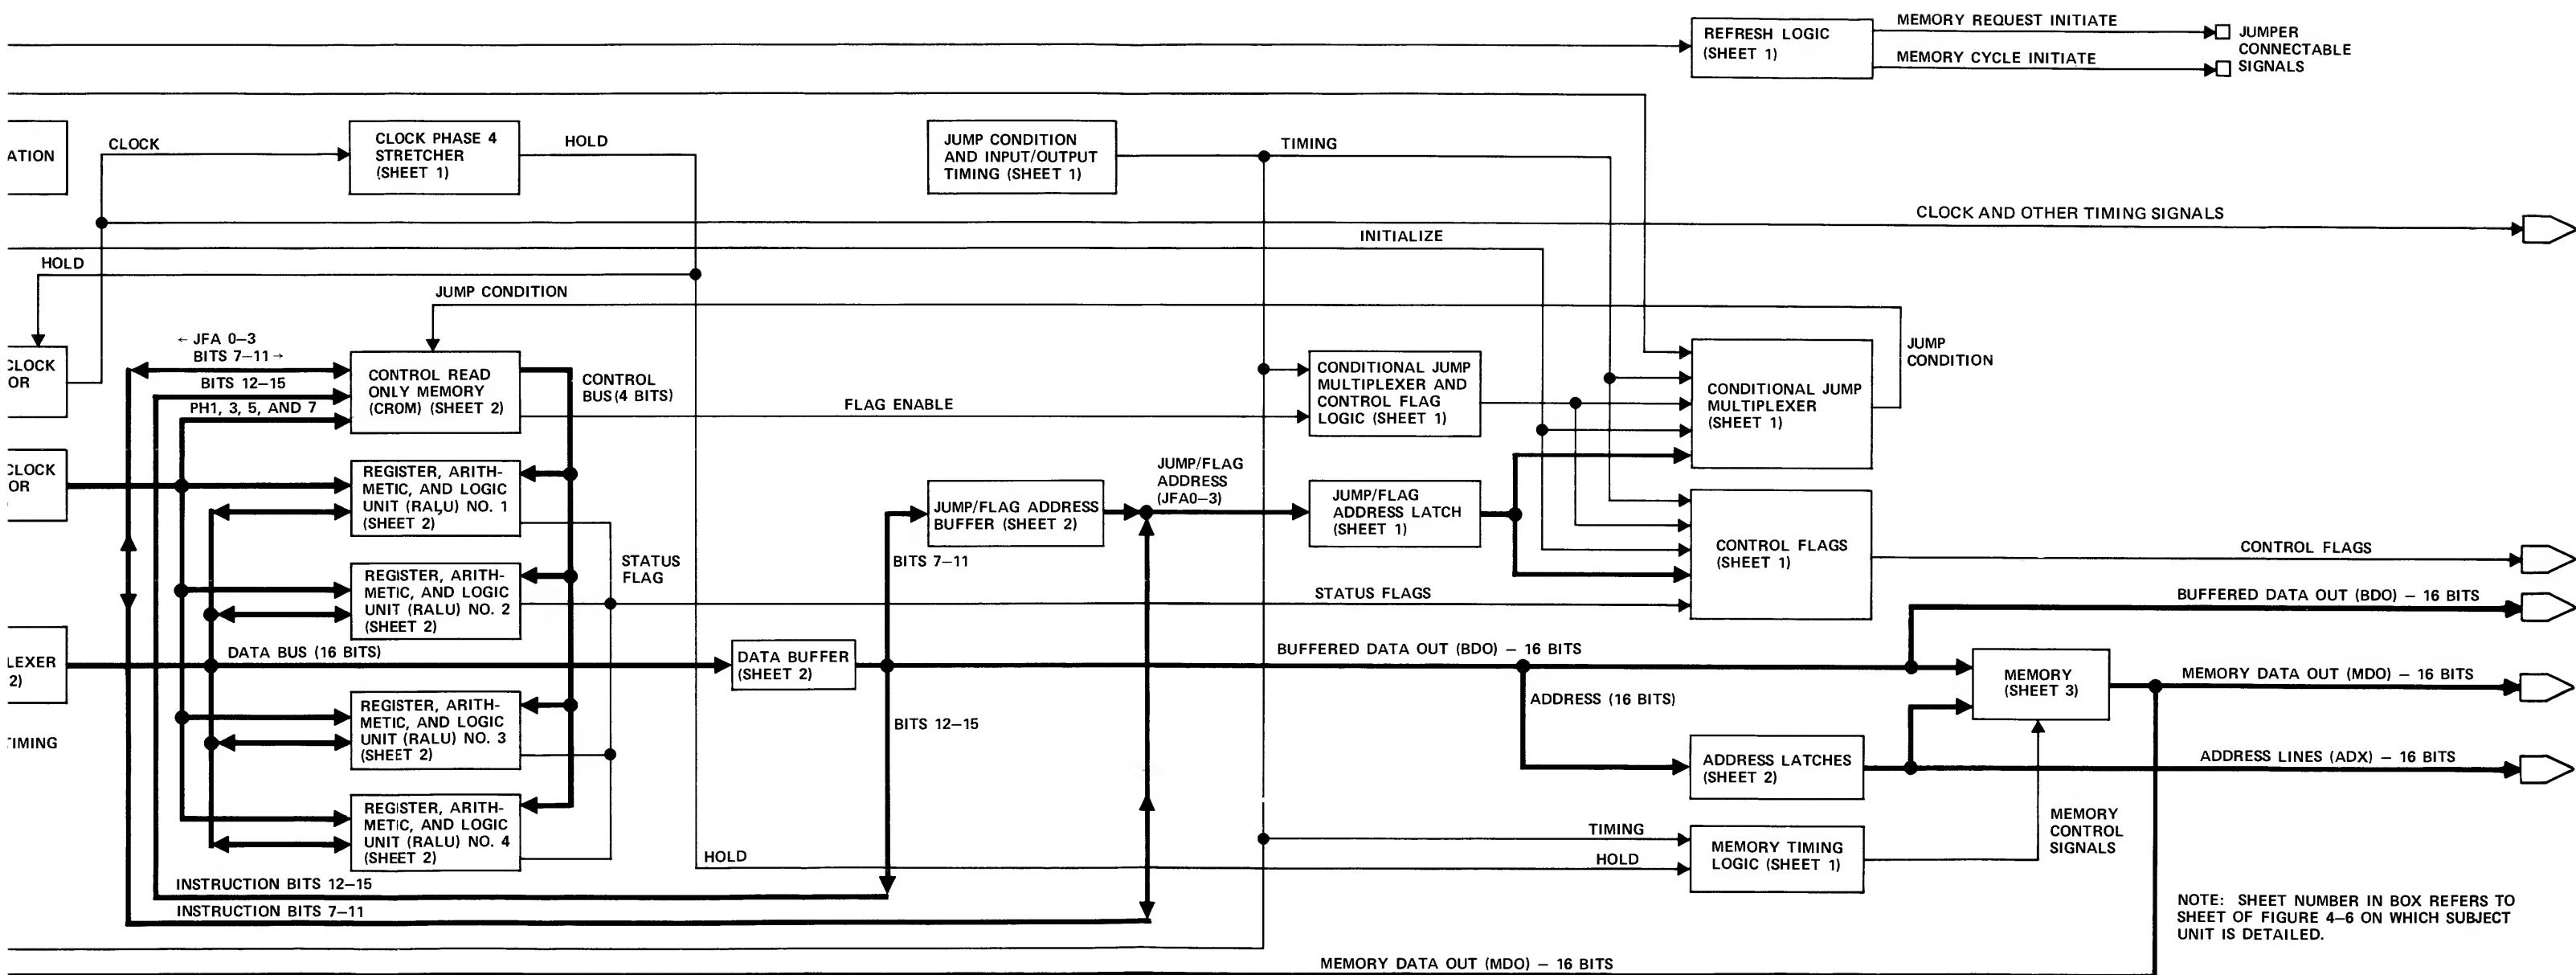 REFRESH LOGIC
(SHEET 1)
MEMORY REQUEST INITIATE
MEMORY CYCLE INITIATE
JUMPER
CONNECTABLE
SIGNALS
ATION
CLOCK
CLOCK PHASE 4
STRETCHER
(SHEET 1)
HOLD
JUMP CONDITION
AND INPUT/OUTPUT
TIMING (SHEET 1)
TIMING
CLOCK AND OTHER TIMING SIGNALS
INITIALIZE
HOLD
JUMP CONDITION
← JFA 0–3
BITS 7–11 →
BITS 12–15
PH1, 3, 5, AND 7
CLOCK
OR
CONTROL READ
ONLY MEMORY
(CROM) (SHEET 2)
CONTROL
BUS (4 BITS)
FLAG ENABLE
CONDITIONAL JUMP
MULTIPLEXER AND
CONTROL FLAG
LOGIC (SHEET 1)
CONDITIONAL JUMP
MULTIPLEXER
(SHEET 1)
JUMP
CONDITION
CLOCK
OR
REGISTER, ARITH-
METIC, AND LOGIC
UNIT (RALU) NO. 1
(SHEET 2)
JUMP/FLAG ADDRESS
BUFFER (SHEET 2)
JUMP/FLAG
ADDRESS
(JFA0–3)
JUMP/FLAG
ADDRESS LATCH
(SHEET 1)
CONTROL FLAGS
(SHEET 1)
CONTROL FLAGS
STATUS
FLAG
BITS 7–11
REGISTER, ARITH-
METIC, AND LOGIC
UNIT (RALU) NO. 2
(SHEET 2)
STATUS FLAGS
BUFFERED DATA OUT (BDO) – 16 BITS
LEXER
2)
DATA BUS (16 BITS)
DATA BUFFER
(SHEET 2)
BUFFERED DATA OUT (BDO) – 16 BITS
MEMORY
(SHEET 3)
MEMORY DATA OUT (MDO) – 16 BITS
ADDRESS (16 BITS)
REGISTER, ARITH-
METIC, AND LOGIC
UNIT (RALU) NO. 3
(SHEET 2)
BITS 12–15
TIMING
ADDRESS LATCHES
(SHEET 2)
ADDRESS LINES (ADX) – 16 BITS
REGISTER, ARITH-
METIC, AND LOGIC
UNIT (RALU) NO. 4
(SHEET 2)
HOLD
TIMING
HOLD
MEMORY TIMING
LOGIC (SHEET 1)
MEMORY
CONTROL
SIGNALS
INSTRUCTION BITS 12–15
INSTRUCTION BITS 7–11
NOTE: SHEET NUMBER IN BOX REFERS TO
SHEET OF FIGURE 4–6 ON WHICH SUBJECT
UNIT IS DETAILED.
MEMORY DATA OUT (MDO) – 16 BITS